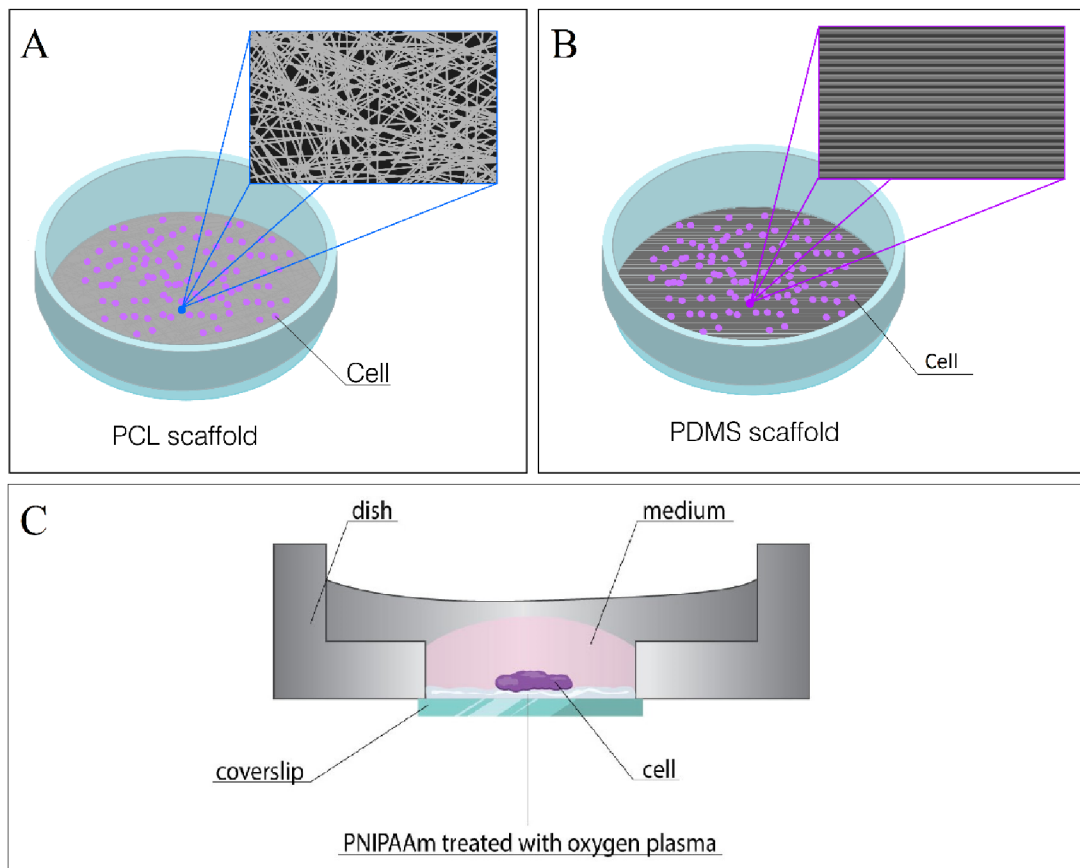 A
Cell
PCL scaffold
B
Cell
PDMS scaffold
C
dish
medium
coverslip
cell
PNIPAAm treated with oxygen plasma